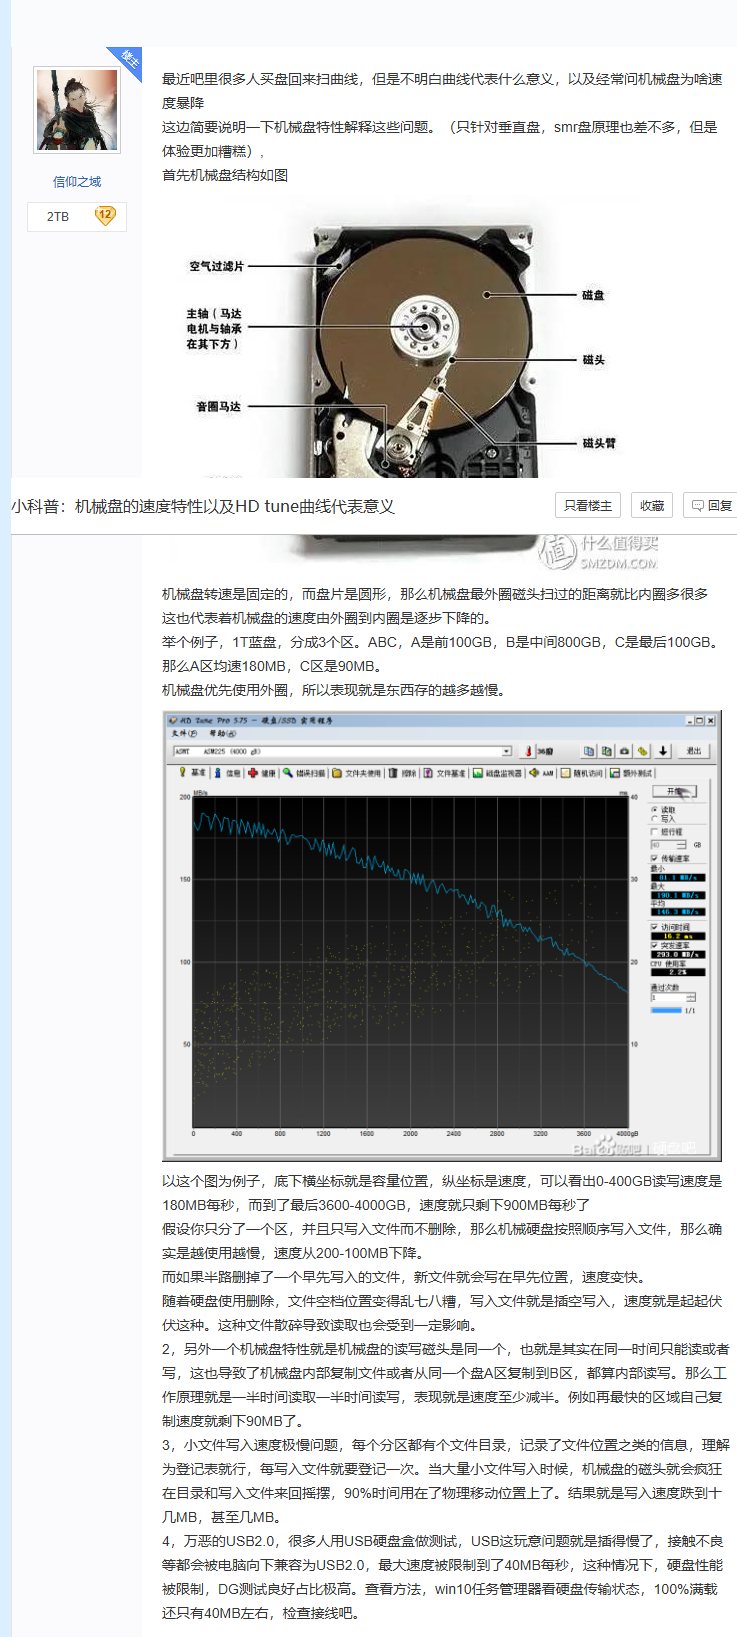 楼主
最近吧里很多人买盘回来扫曲线，但是不明白曲线代表什么意义，以及经常问机械盘为啥速
度暴降
这边简要说明一下机械盘特性解释这些问题。（只针对垂直盘，smr盘原理也差不多，但是
体验更加糟糕），
首先机械盘结构如图
信仰之域
2TB
12
空气过滤片
磁盘
主轴（马达
电机与轴承
在其下方）
磁头
音圈马达
磁头臂
小科普：机械盘的速度特性以及HD tune曲线代表意义
只看楼主
收藏
回复
值 什么值得买
SMZDM.COM
机械盘转速是固定的，而盘片是圆形，那么机械盘最外圈磁头扫过的距离就比内圈多很多
这也代表着机械盘的速度由外圈到内圈是逐步下降的。
举个例子，1T蓝盘，分成3个区。ABC，A是前100GB，B是中间800GB，C是最后100GB。
那么A区均速180MB，C区是90MB。
机械盘优先使用外圈，所以表现就是东西存的越多越慢。
HD Tune Pro 5.75 - 硬盘/SSD 实用程序
文件(F) 帮助(H)
ASMT ASM225 (4000 gB)
退出
基准 信息 健康 错误扫描 文件夹使用 擦除 文件基准 磁盘监视器 AAM 随机访问 额外测试
MB/s
ms
200
150
100
50
40
30
20
10
0 400 800 1200 1600 2000 2400 2800 3200 3600 4000gB
开始
读取
写入
短行程
40 GB
传输速率
最小
81.1 MB/s
最大
190.1 MB/s
平均
146.3 MB/s
访问时间
16.2 ms
突发速率
293.0 MB/s
CPU 使用率
2.2%
通过次数
1
1/1
Bai 贴吧 硬盘吧
以这个图为例子，底下横坐标就是容量位置，纵坐标是速度，可以看出0-400GB读写速度是
180MB每秒，而到了最后3600-4000GB，速度就只剩下900MB每秒了
假设你只分了一个区，并且只写入文件而不删除，那么机械硬盘按照顺序写入文件，那么确
实是越使用越慢，速度从200-100MB下降。
而如果半路删掉了一个早先写入的文件，新文件就会写在早先位置，速度变快。
随着硬盘使用删除，文件空档位置变得乱七八糟，写入文件就是插空写入，速度就是起起伏
伏这种。这种文件散碎导致读取也会受到一定影响。
2，另外一个机械盘特性就是机械盘的读写磁头是同一个，也就是其实在同一时间只能读或者
写，这也导致了机械盘内部复制文件或者从同一个盘A区复制到B区，都算内部读写。那么工
作原理就是一半时间读取一半时间读写，表现就是速度至少减半。例如再最快的区域自己复
制速度就剩下90MB了。
3，小文件写入速度极慢问题，每个分区都有个文件目录，记录了文件位置之类的信息，理解
为登记表就行，每写入文件就要登记一次。当大量小文件写入时候，机械盘的磁头就会疯狂
在目录和写入文件来回摇摆，90%时间用在了物理移动位置上了。结果就是写入速度跌到十
几MB，甚至几MB。
4，万恶的USB2.0，很多人用USB硬盘盒做测试，USB这玩意问题就是插得慢了，接触不良
等都会被电脑向下兼容为USB2.0，最大速度被限制到了40MB每秒，这种情况下，硬盘性能
被限制，DG测试良好占比极高。查看方法，win10任务管理器看硬盘传输状态，100%满载
还只有40MB左右，检查接线吧。